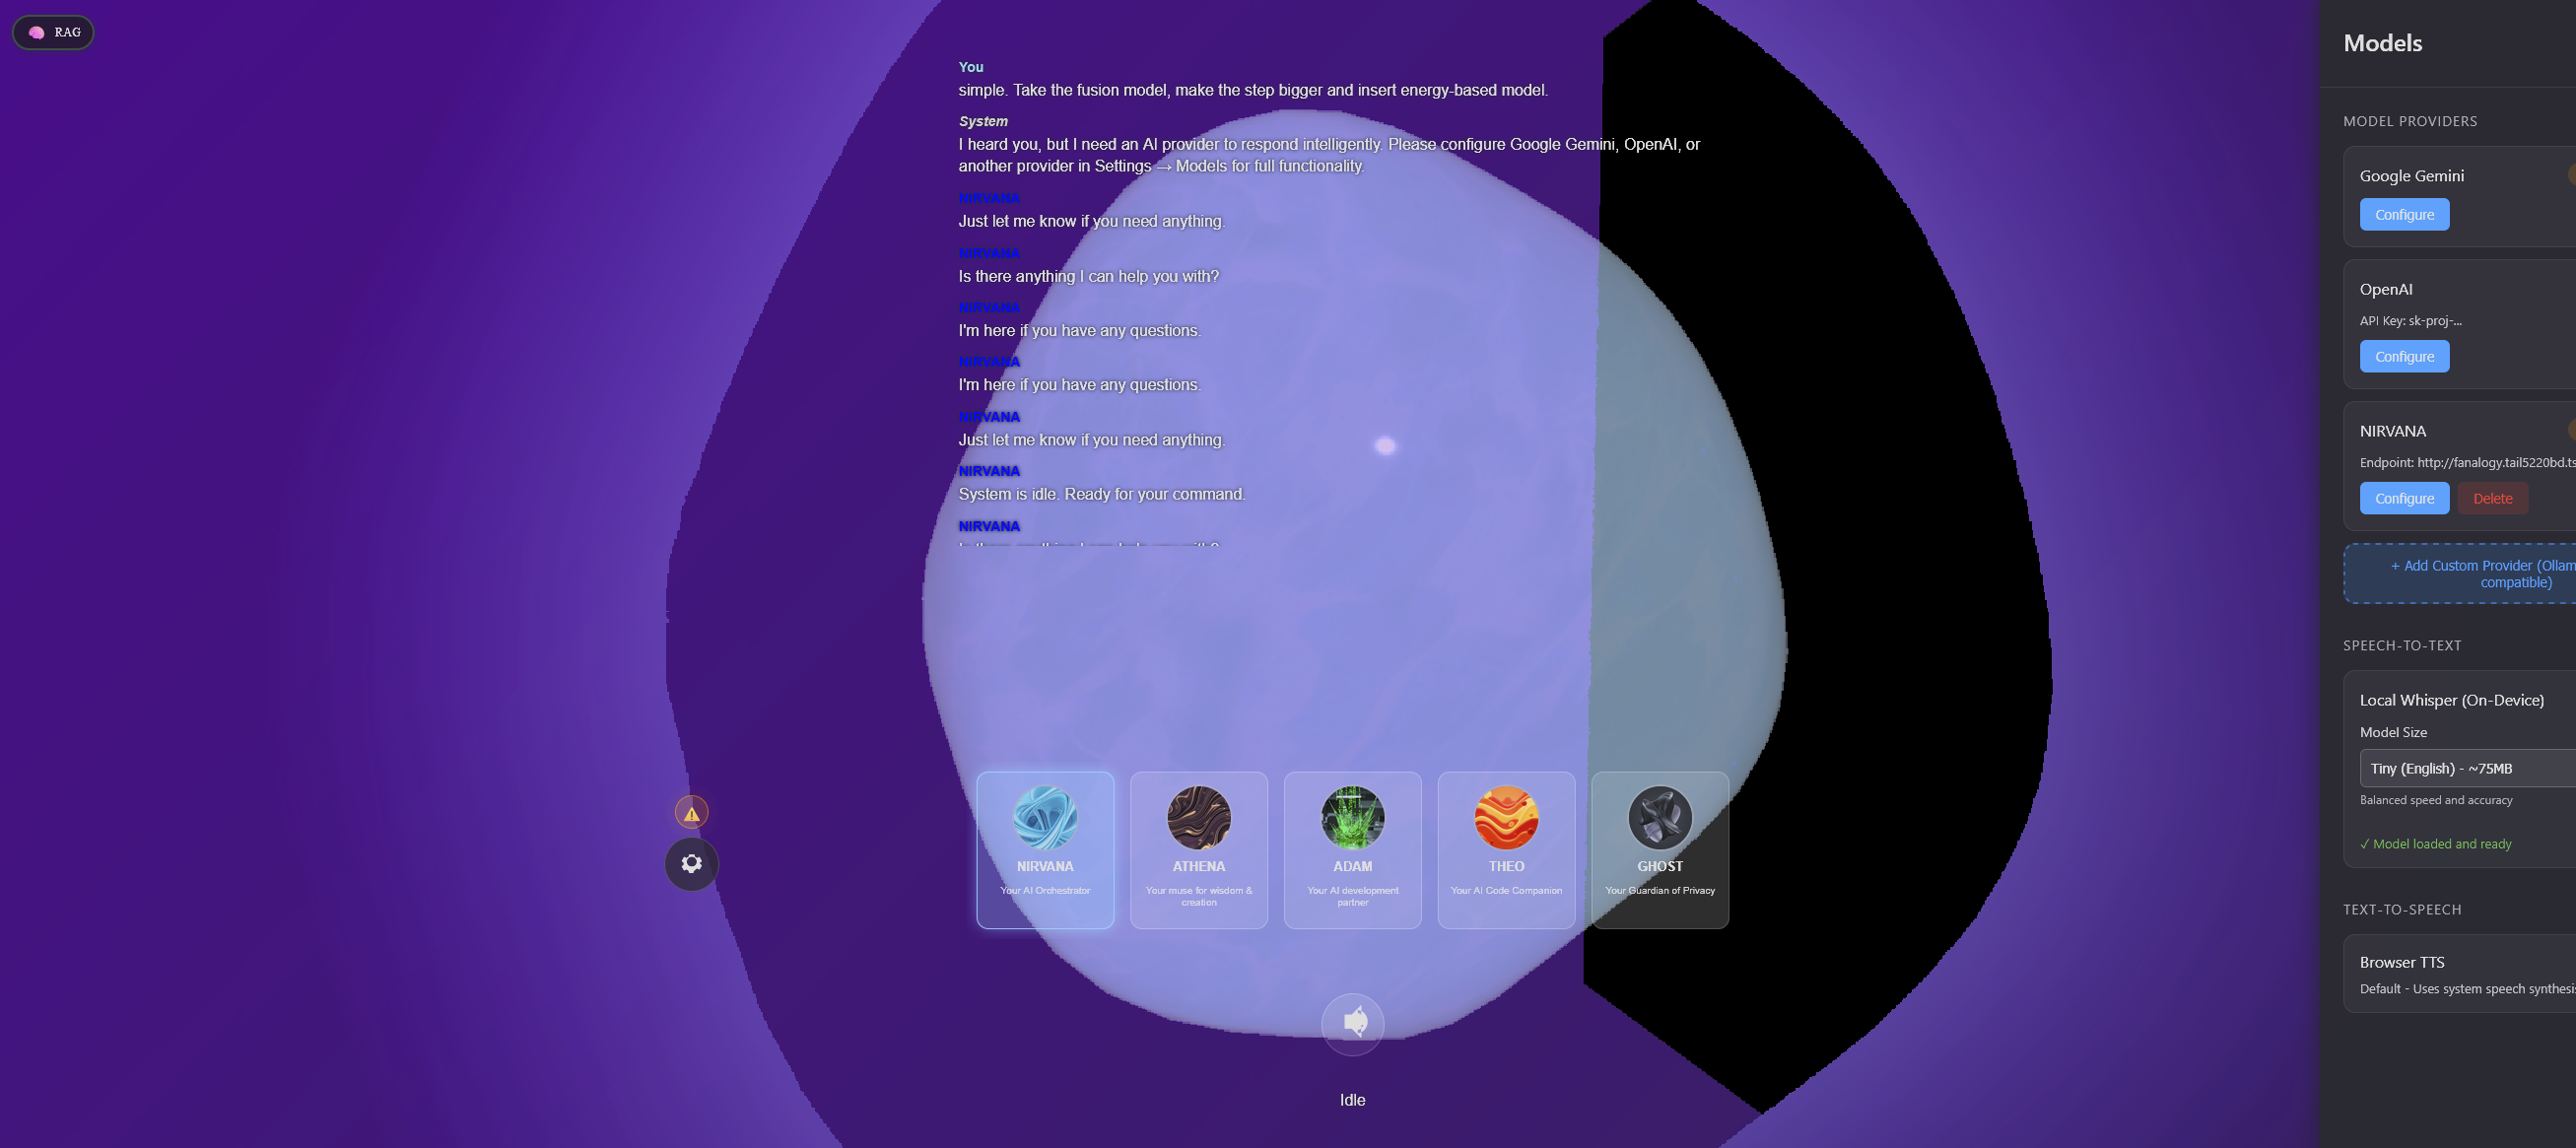 RAG
You
simple. Take the fusion model, make the step bigger and insert energy-based model.
System
I heard you, but I need an AI provider to respond intelligently. Please configure Google Gemini, OpenAI, or
another provider in Settings → Models for full functionality.
NIRVANA
Just let me know if you need anything.
NIRVANA
Is there anything I can help you with?
NIRVANA
I'm here if you have any questions.
NIRVANA
I'm here if you have any questions.
NIRVANA
Just let me know if you need anything.
NIRVANA
System is idle. Ready for your command.
NIRVANA
NIRVANA
Your AI Orchestrator
ATHENA
Your muse for wisdom &
creation
ADAM
Your AI development
partner
THEO
Your AI Code Companion
GHOST
Your Guardian of Privacy
Idle
Models
MODEL PROVIDERS
Google Gemini
Configure
OpenAI
API Key: sk-proj-...
Configure
NIRVANA
Endpoint: http://fanalogy.tail5220bd.ts
Configure
Delete
+ Add Custom Provider (Ollam
compatible)
SPEECH-TO-TEXT
Local Whisper (On-Device)
Model Size
Tiny (English) - ~75MB
Balanced speed and accuracy
✓ Model loaded and ready
TEXT-TO-SPEECH
Browser TTS
Default - Uses system speech synthesi